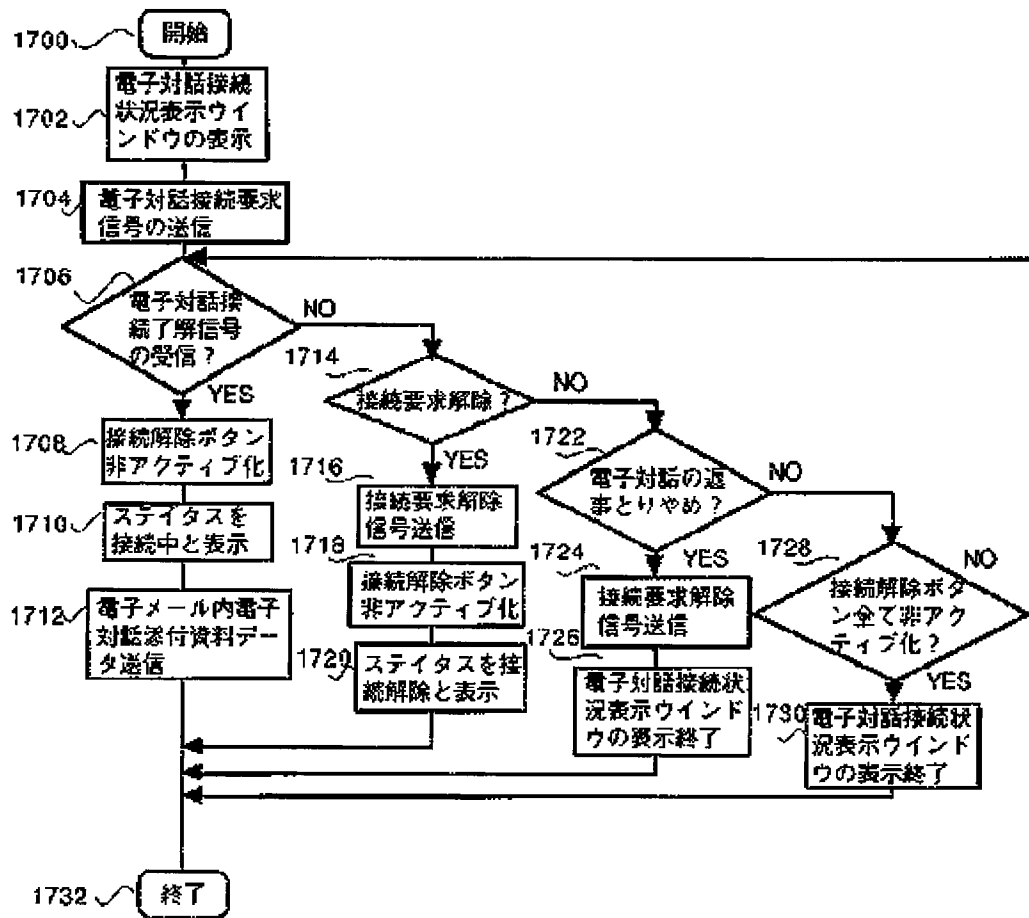 1700
開始
1702
電子対話接続
状況表示ウイ
ンドウの表示
1704
電子対話接続要求
信号の送信
1706
電子対話接
続了解信号
の受信？
NO
YES
1708
接続解除ボタン
非アクティブ化
1710
ステイタスを
接続中と表示
1712
電子メール内電子
対話添付資料デー
タ送信
1714
接続要求解除？
NO
YES
1716
接続要求解除
信号送信
1718
接続解除ボタン
非アクティブ化
1720
ステイタスを接
続解除と表示
1722
電子対話の返
事とりやめ？
NO
YES
1724
接続要求解除
信号送信
1726
電子対話接続状
況表示ウインド
ウの表示終了
1728
接続解除ボタ
ン全て非アク
ティブ化？
NO
YES
1730
電子対話接続状
況表示ウインド
ウの表示終了
1732
終了